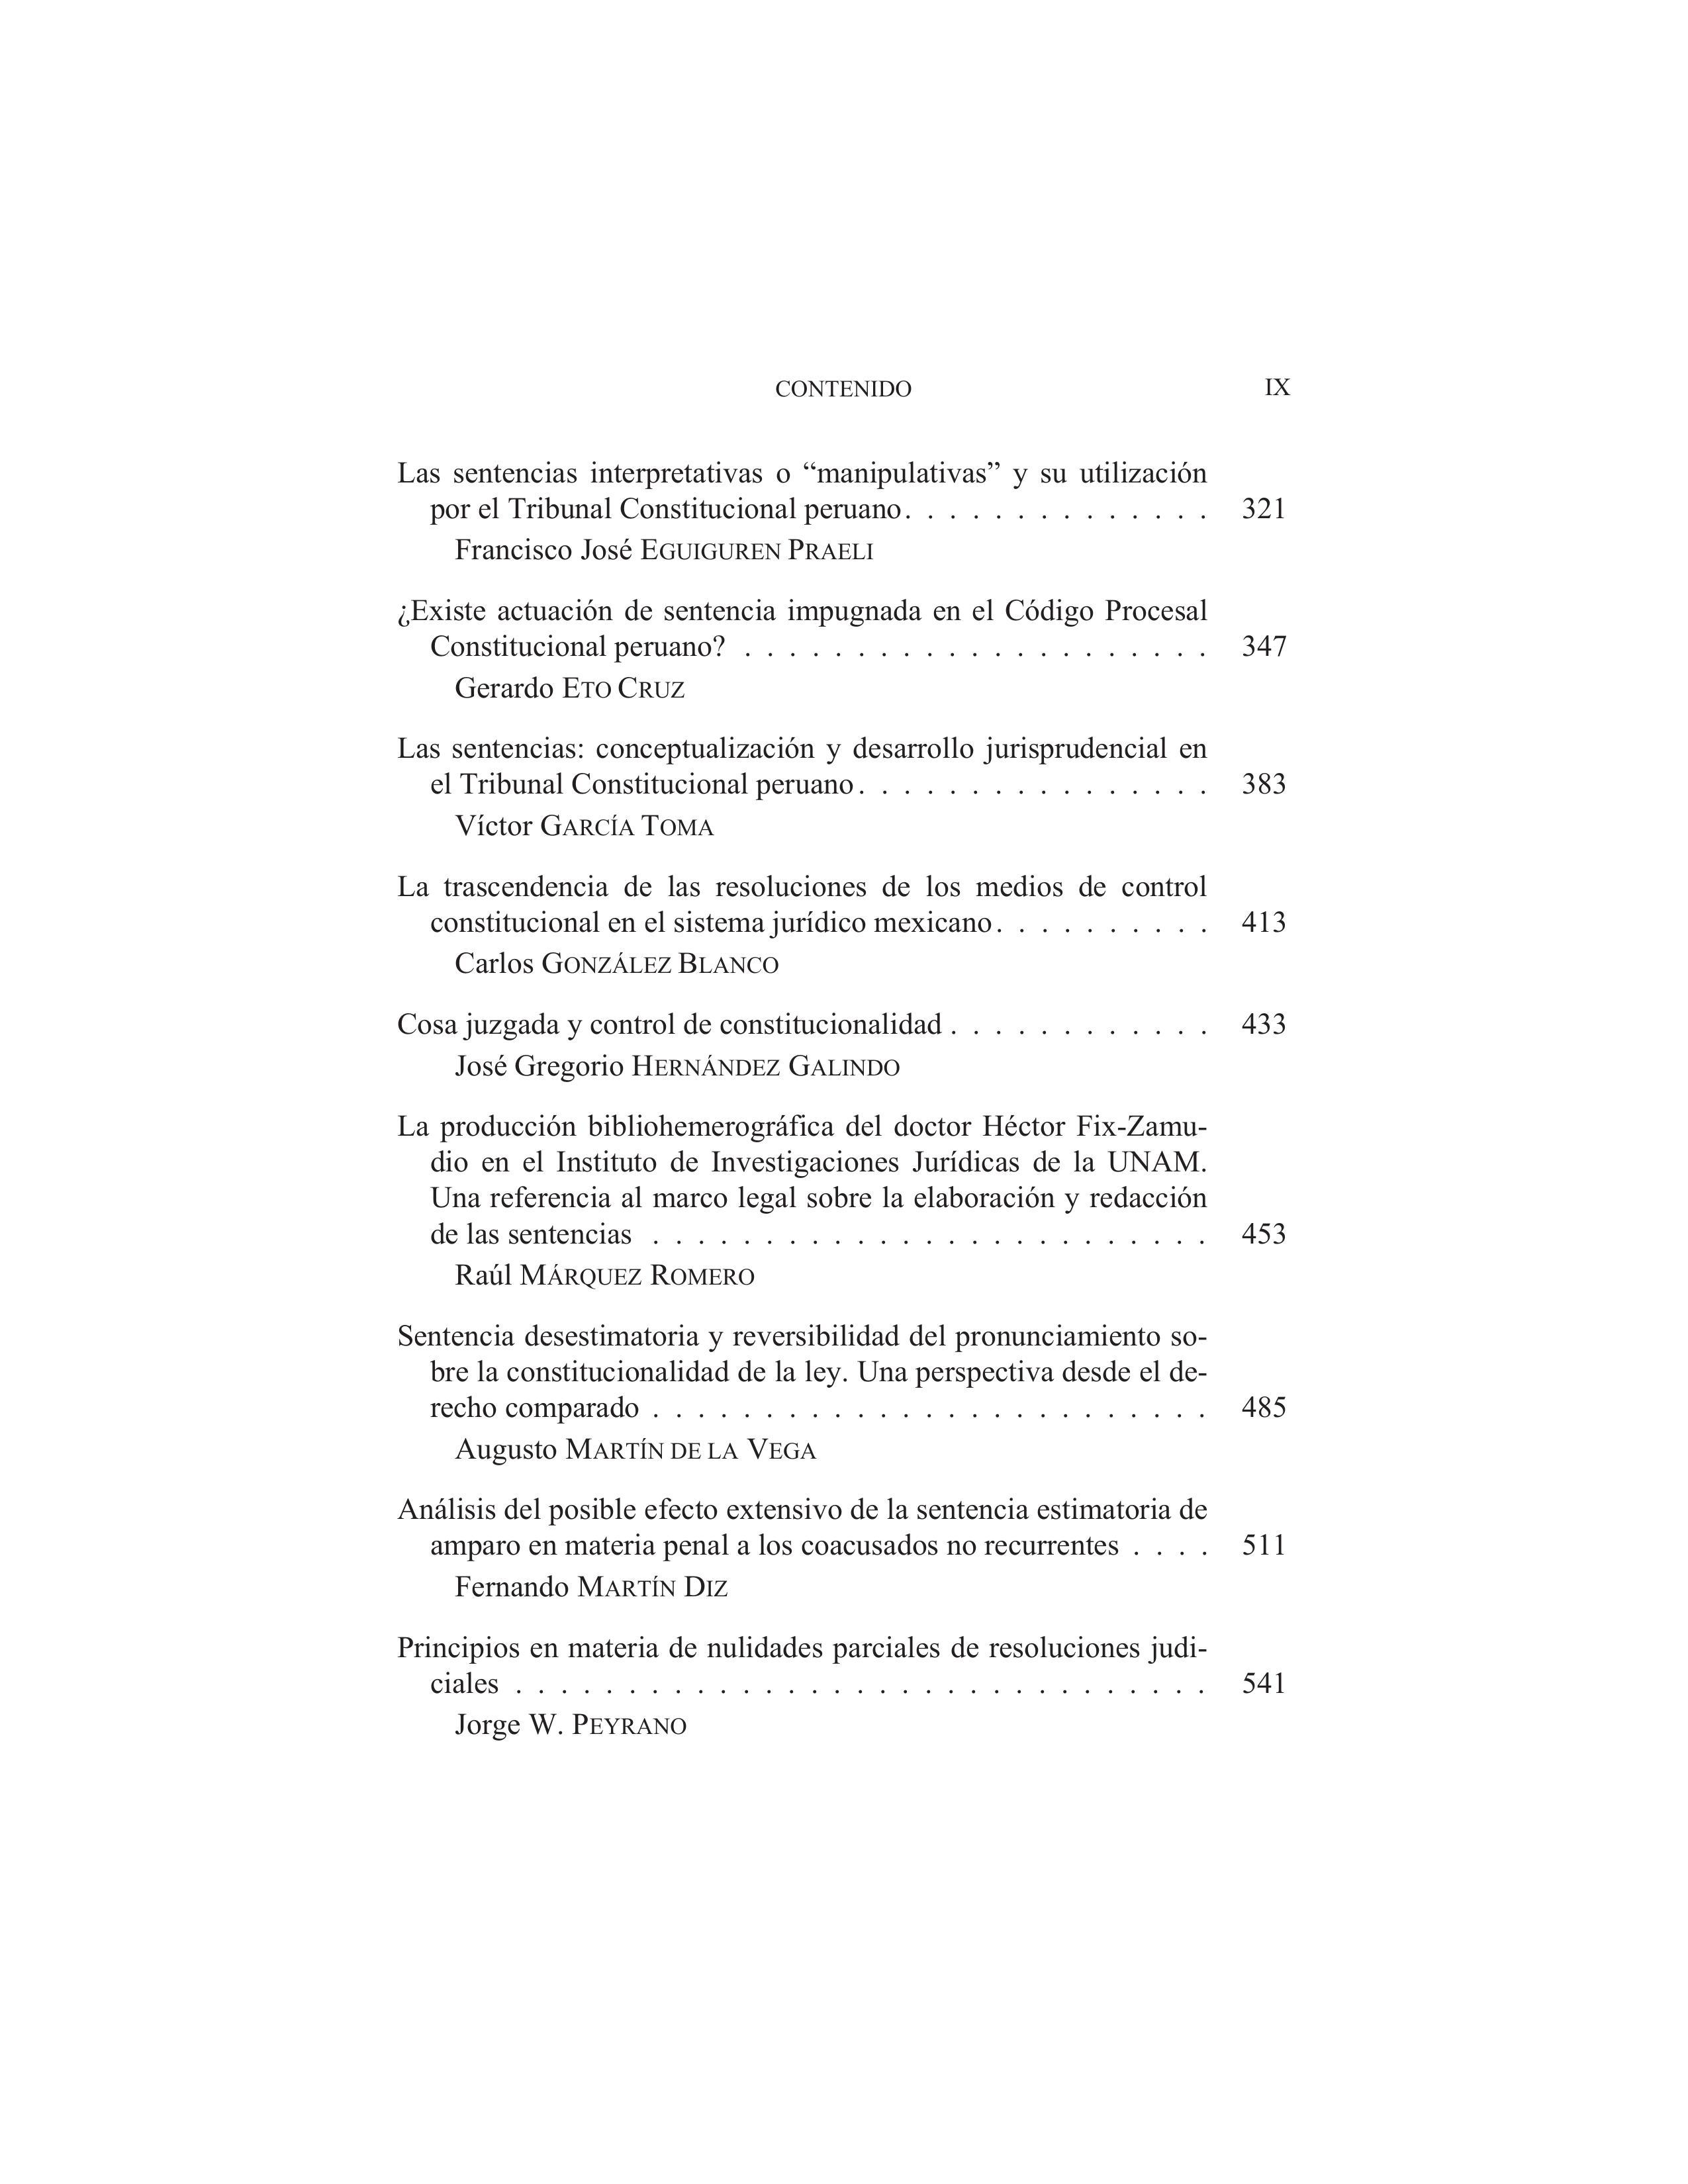 CONTENIDO IX
Las sentencias interpretativas o “manipulativas” y su utilización
por el Tribunal Constitucional peruano. . . . . . . . . . . . . . 321
Francisco José EGUIGUREN PRAELI
¿Existe actuación de sentencia impugnada en el Código Procesal
Constitucional peruano? . . . . . . . . . . . . . . . . . . . . . 347
Gerardo ETO CRUZ
Las sentencias: conceptualización y desarrollo jurisprudencial en
el Tribunal Constitucional peruano. . . . . . . . . . . . . . . . 383
Víctor GARCÍA TOMA
La trascendencia de las resoluciones de los medios de control
constitucional en el sistema jurídico mexicano. . . . . . . . . . 413
Carlos GONZÁLEZ BLANCO
Cosa juzgada y control de constitucionalidad . . . . . . . . . . . . 433
José Gregorio HERNÁNDEZ GALINDO
La producción bibliohemerográfica del doctor Héctor Fix-Zamu-
dio en el Instituto de Investigaciones Jurídicas de la UNAM.
Una referencia al marco legal sobre la elaboración y redacción
de las sentencias . . . . . . . . . . . . . . . . . . . . . . . . . 453
Raúl MÁRQUEZ ROMERO
Sentencia desestimatoria y reversibilidad del pronunciamiento so-
bre la constitucionalidad de la ley. Una perspectiva desde el de-
recho comparado . . . . . . . . . . . . . . . . . . . . . . . . . 485
Augusto MARTÍN DE LA VEGA
Análisis del posible efecto extensivo de la sentencia estimatoria de
amparo en materia penal a los coacusados no recurrentes . . . . 511
Fernando MARTÍN DIZ
Principios en materia de nulidades parciales de resoluciones judi-
ciales . . . . . . . . . . . . . . . . . . . . . . . . . . . . . . . 541
Jorge W. PEYRANO